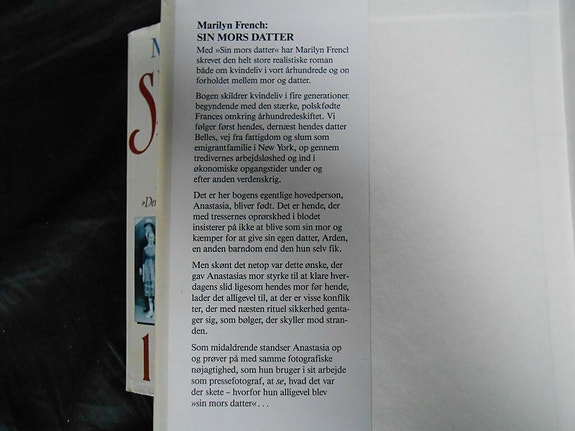 Marilyn French:
SIN MORS DATTER
Med »Sin mors datter« har Marilyn French
skrevet den helt store realistiske roman
både om kvindeliv i vort århundrede og om
forholdet mellem mor og datter.
Bogen skildrer kvindeliv i fire generationer
begyndende med den stærke, polskfødte
Frances omkring århundredeskiftet. Vi
følger først hendes, dernæst hendes datter
Belles, vej fra fattigdom og slum som
emigrantfamilie i New York, op gennem
tredivernes arbejdsløshed og ind i
økonomiske opgangstider under og
efter anden verdenskrig.
Det er her bogens egentlige hovedperson,
Anastasia, bliver født. Det er hende, der
med tressernes oprørskhed i blodet
insisterer på ikke at blive som sin mor og
kæmper for at give sin egen datter, Arden,
en anden barndom end den hun selv fik.
Men skønt det netop var dette ønske, der
gav Anastasias mor styrke til at klare hver-
dagens slid ligesom hendes mor før hende,
lader det alligevel til, at der er visse konflik
ter, der med næsten rituel sikkerhed genta-
ger sig, som bølger, der skyller mod stran-
den.
Som midaldrende standser Anastasia op
og prøver på med samme fotografiske
nøjagtighed, som hun bruger i sit arbejde
som pressefotograf, at se, hvad det var
der skete – hvorfor hun alligevel blev
»sin mors datter« . . .